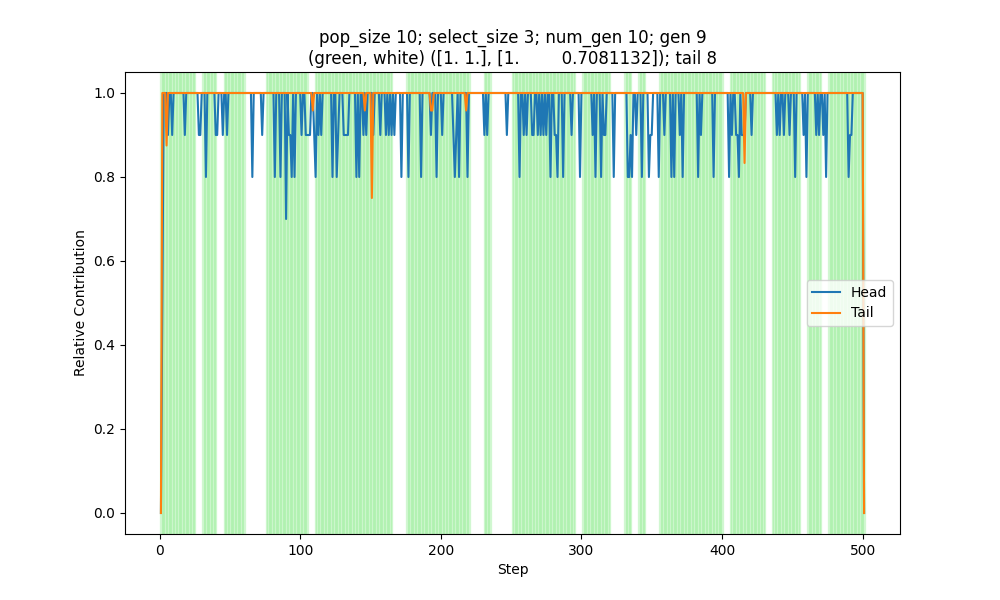 pop_size 10; select_size 3; num_gen 10; gen 9
(green, white) ([1. 1.], [1. 0.7081132]); tail 8
1.0
0.8
0.6
0.4
0.2
0.0
Relative Contribution
Head
Tail
0 100 200 300 400 500
Step